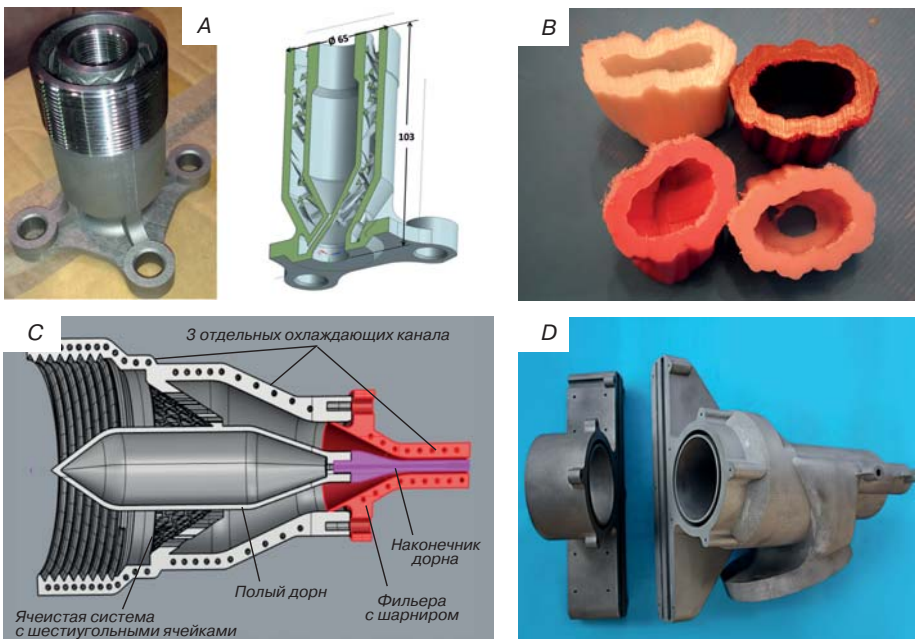 A
Ø 65
103
B
C
3 отдельных охлаждающих канала
Наконечник
дорна
Полый дорн
Фильера
с шарниром
Ячеистая система
с шестиугольными ячейками
D